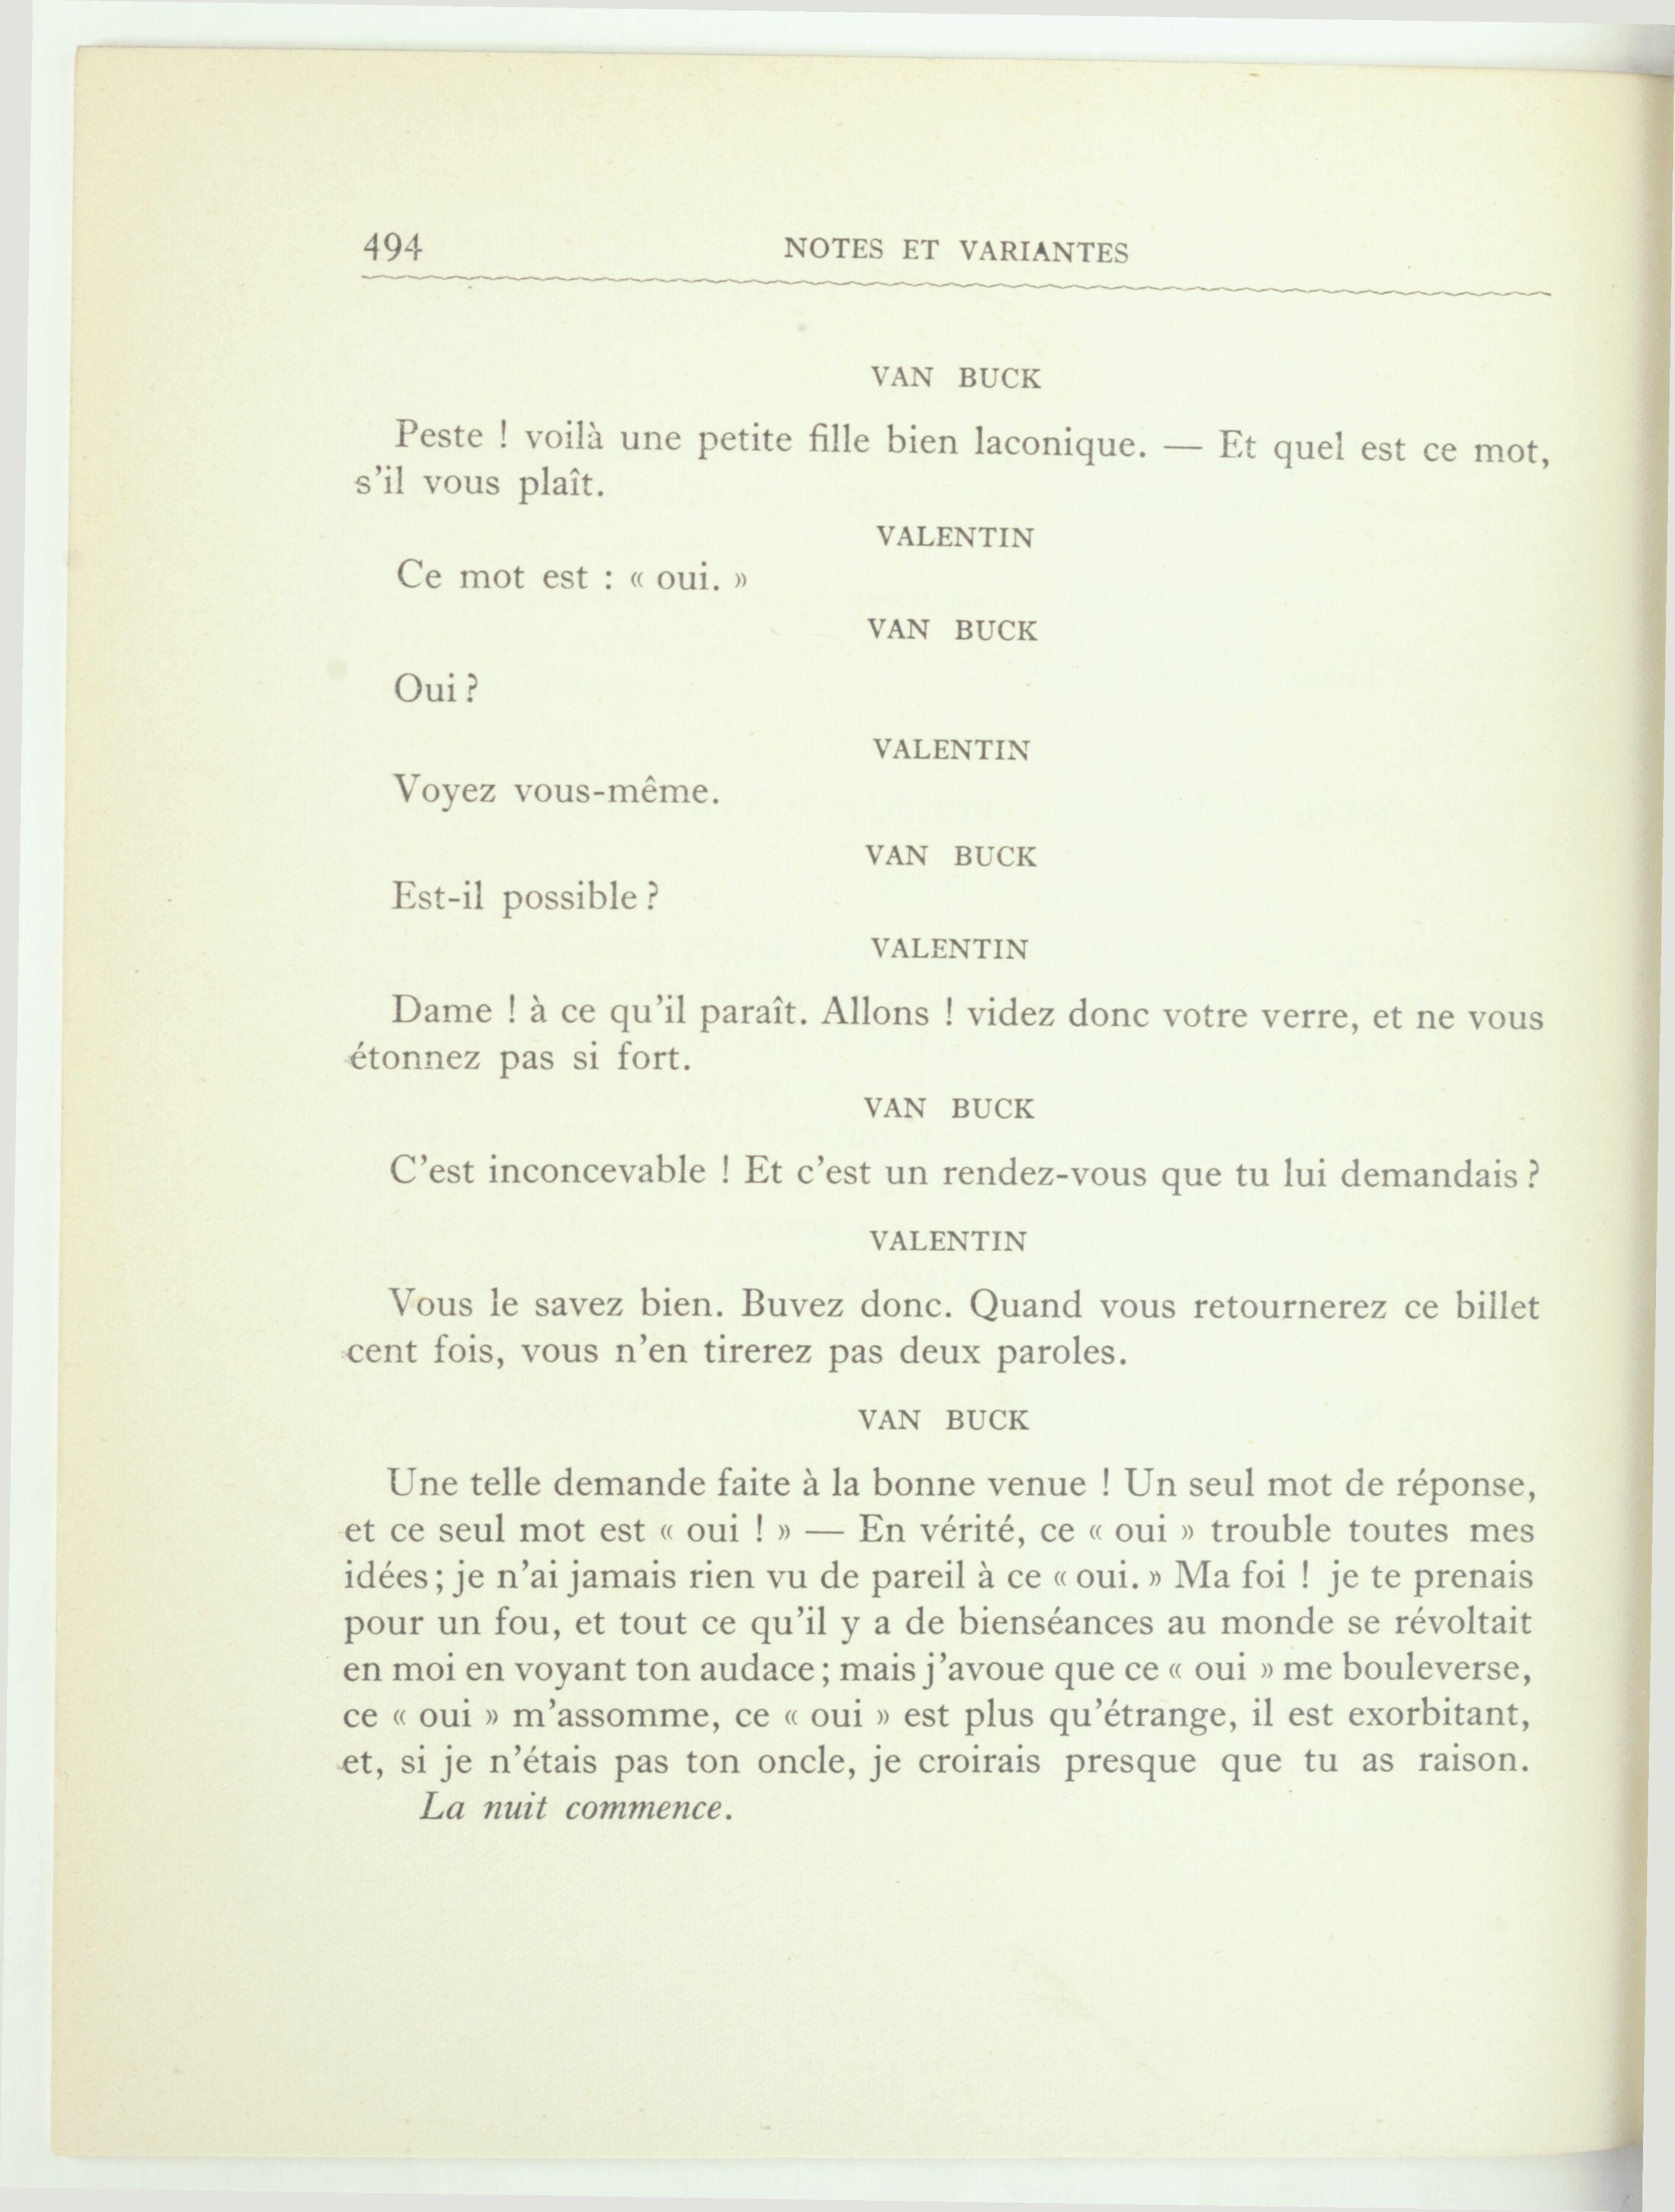 494 NOTES ET VARIANTES
VAN BUCK
Peste ! voilà une petite fille bien laconique. — Et quel est ce mot,
s'il vous plaît.
VALENTIN
Ce mot est : « oui. »
VAN BUCK
Oui ?
VALENTIN
Voyez vous-même.
VAN BUCK
Est-il possible ?
VALENTIN
Dame ! à ce qu'il paraît. Allons ! videz donc votre verre, et ne vous
étonnez pas si fort.
VAN BUCK
C'est inconcevable ! Et c'est un rendez-vous que tu lui demandais ?
VALENTIN
Vous le savez bien. Buvez donc. Quand vous retournerez ce billet
cent fois, vous n'en tirerez pas deux paroles.
VAN BUCK
Une telle demande faite à la bonne venue ! Un seul mot de réponse,
et ce seul mot est « oui ! » — En vérité, ce « oui » trouble toutes mes
idées ; je n'ai jamais rien vu de pareil à ce « oui. » Ma foi ! je te prenais
pour un fou, et tout ce qu'il y a de bienséances au monde se révoltait
en moi en voyant ton audace ; mais j'avoue que ce « oui » me bouleverse,
ce « oui » m'assomme, ce « oui » est plus qu'étrange, il est exorbitant,
et, si je n'étais pas ton oncle, je croirais presque que tu as raison.
La nuit commence.